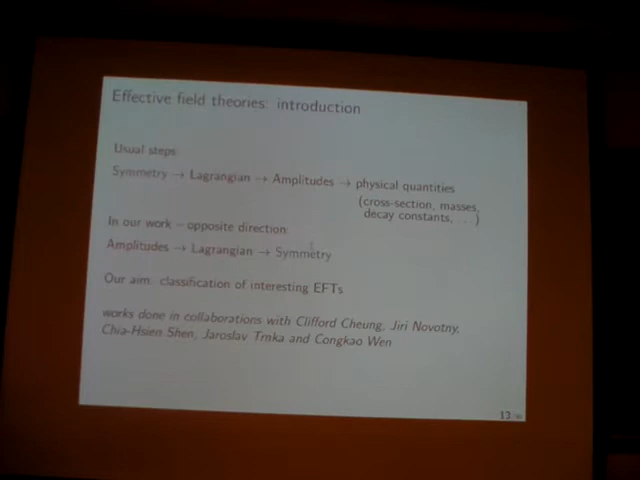 Effective field theories: introduction
Usual steps:
Symmetry → Lagrangian → Amplitudes → physical quantities
(cross-section, masses,
decay constants, . . . )
In our work – opposite direction:
Amplitudes → Lagrangian → Symmetry
Our aim: classification of interesting EFTs
works done in collaborations with Clifford Cheung, Jiri Novotny,
Chia-Hsien Shen, Jaroslav Trnka and Congkao Wen
13